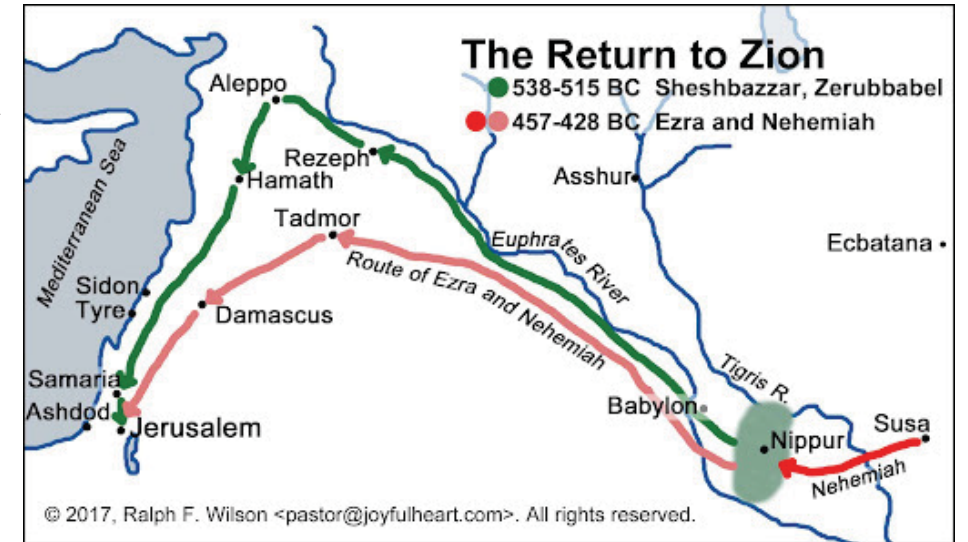 The Return to Zion
538-515 BC Sheshbazzar, Zerubbabel
457-428 BC Ezra and Nehemiah
Aleppo
Rezeph
Hamath
Asshur
Tadmor
Mediterranean Sea
Euphrates River
Ecbatana
Route of Ezra and Nehemiah
Sidon
Tyre
Damascus
Tigris R.
Samaria
Ashdod
Babylon
Jerusalem
Nippur
Susa
Nehemiah
© 2017, Ralph F. Wilson <pastor@joyfulheart.com>. All rights reserved.